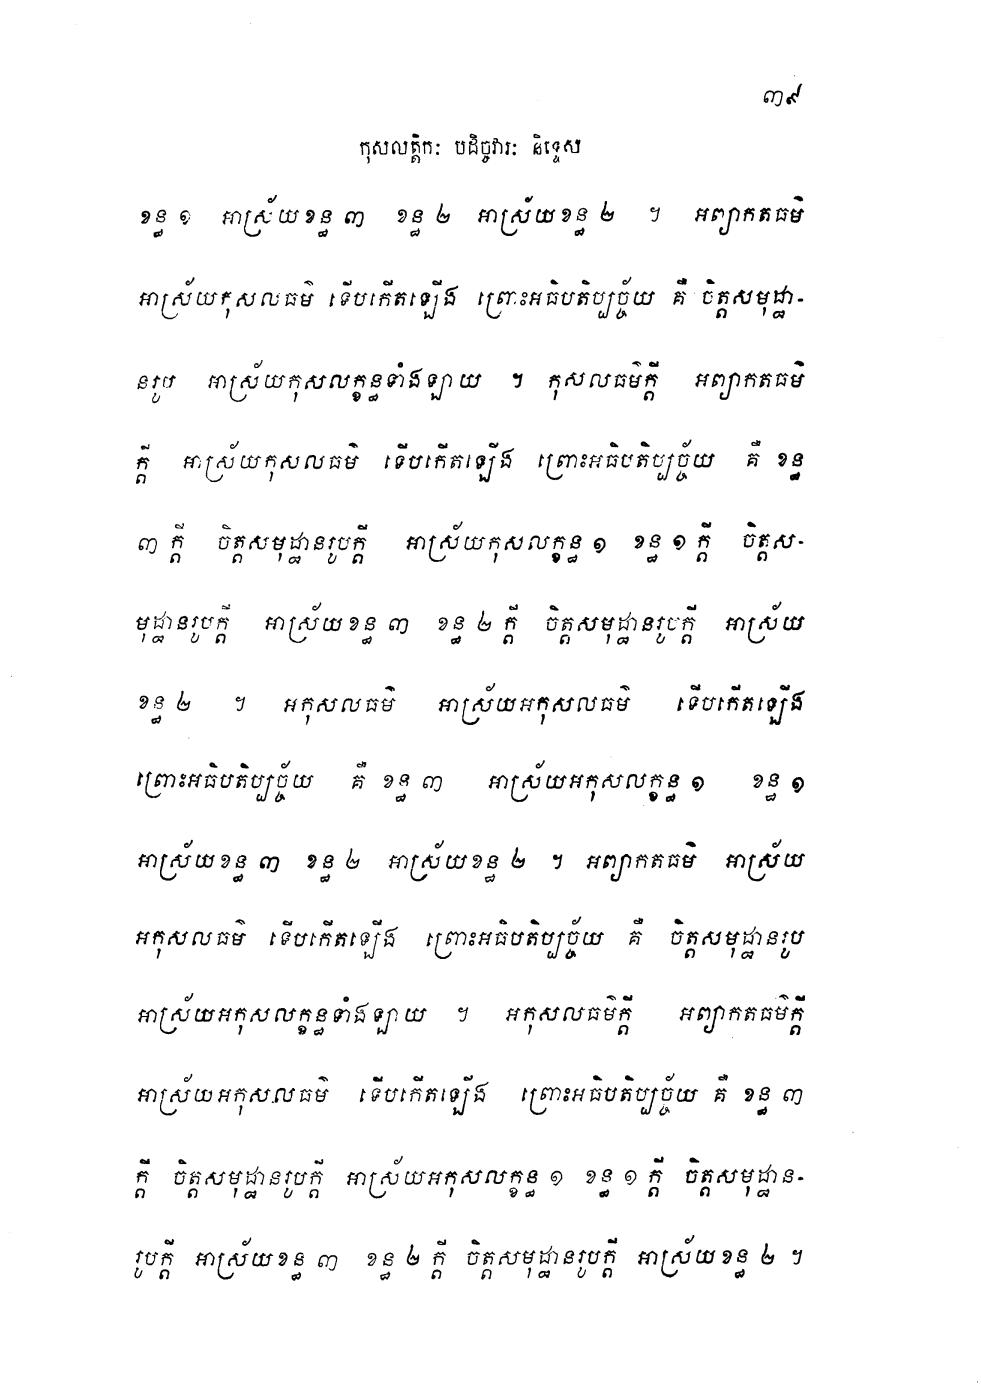 ៣៩
កុសលត្តិកៈ បដិច្ចវារៈ និទ្ទេស
ខន្ធ ១ អាស្រ័យខន្ធ ៣ ខន្ធ ២ អាស្រ័យខន្ធ ២ ។ អព្យាកតធម៌
អាស្រ័យកុសលធម៌ ទើបកើតឡើង ព្រោះអធិបតិប្បច្ច័យ គឺ ចិត្តសមុដ្ឋា-
នរូប អាស្រ័យកុសលក្ខន្ធទាំងឡាយ ។ កុសលធម៌ក្តី អព្យាកតធម៌
ក្តី អាស្រ័យកុសលធម៌ ទើបកើតឡើង ព្រោះអធិបតិប្បច្ច័យ គឺ ខន្ធ
៣ ក្តី ចិត្តសមុដ្ឋានរូបក្តី អាស្រ័យកុសលក្ខន្ធ ១ ខន្ធ ១ ក្តី ចិត្តស-
មុដ្ឋានរូបក្តី អាស្រ័យខន្ធ ៣ ខន្ធ ២ ក្តី ចិត្តសមុដ្ឋានរូបក្តី អាស្រ័យ
ខន្ធ ២ ។ អកុសលធម៌ អាស្រ័យអកុសលធម៌ ទើបកើតឡើង
ព្រោះអធិបតិប្បច្ច័យ គឺ ខន្ធ ៣ អាស្រ័យអកុសលក្ខន្ធ ១ ខន្ធ ១
អាស្រ័យខន្ធ ៣ ខន្ធ ២ អាស្រ័យខន្ធ ២ ។ អព្យាកតធម៌ អាស្រ័យ
អកុសលធម៌ ទើបកើតឡើង ព្រោះអធិបតិប្បច្ច័យ គឺ ចិត្តសមុដ្ឋានរូប
អាស្រ័យអកុសលក្ខន្ធទាំងឡាយ ។ អកុសលធម៌ក្តី អព្យាកតធម៌ក្តី
អាស្រ័យអកុសលធម៌ ទើបកើតឡើង ព្រោះអធិបតិប្បច្ច័យ គឺ ខន្ធ ៣
ក្តី ចិត្តសមុដ្ឋានរូបក្តី អាស្រ័យអកុសលក្ខន្ធ ១ ខន្ធ ១ ក្តី ចិត្តសមុដ្ឋាន-
រូបក្តី អាស្រ័យខន្ធ ៣ ខន្ធ ២ ក្តី ចិត្តសមុដ្ឋានរូបក្តី អាស្រ័យខន្ធ ២ ។